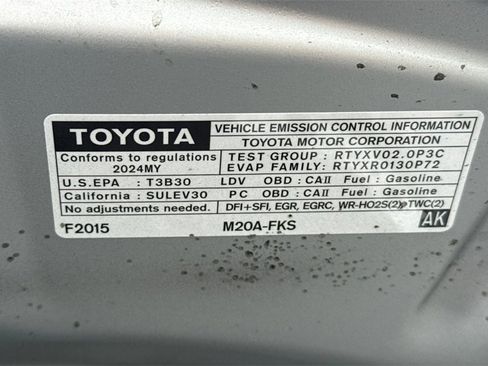 TOYOTA
VEHICLE EMISSION CONTROL INFORMATION
TOYOTA MOTOR CORPORATION
Conforms to regulations
2024MY
TEST GROUP : RTYXV02.0P3C
EVAP FAMILY: RTYXR0130P72
U.S.EPA : T3B30 LDV OBD : CAII Fuel : Gasoline
California : SULEV30 PC OBD : CAII Fuel : Gasoline
No adjustments needed. DFI+SFI, EGR, EGRC, WR-HO2S(2), TWC(2)
F2015 M20A-FKS AK